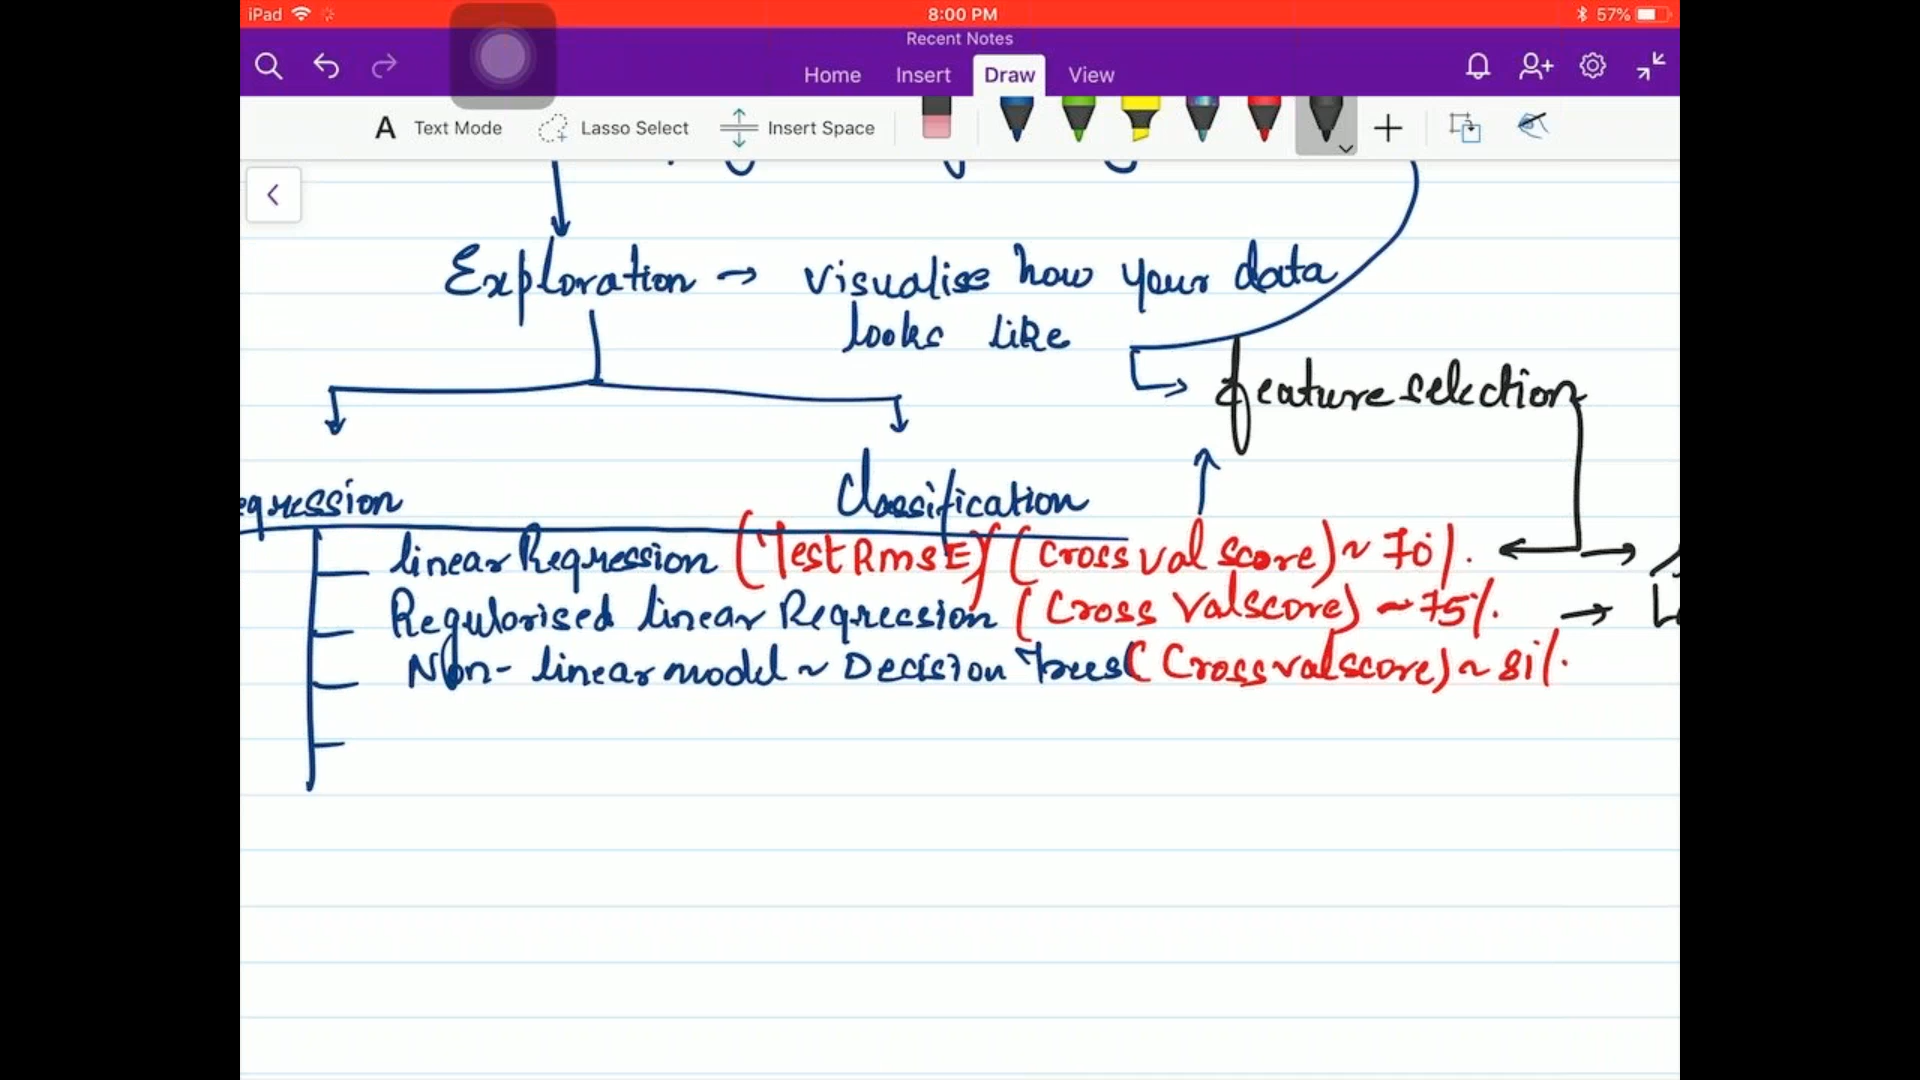 iPad
8:00 PM
57%
Recent Notes
Home Insert Draw View
A Text Mode Lasso Select Insert Space
Exploration → visualise how your data
looks like
feature selection
egression
Classification
linear Regression (Test RmsE) (Cross val score) ~ 70%.
Regularised linear Regression (Cross Valscore) ~ 75%.
Non-linear model ~ Decision Trees (Cross valscore) ~ 81%.